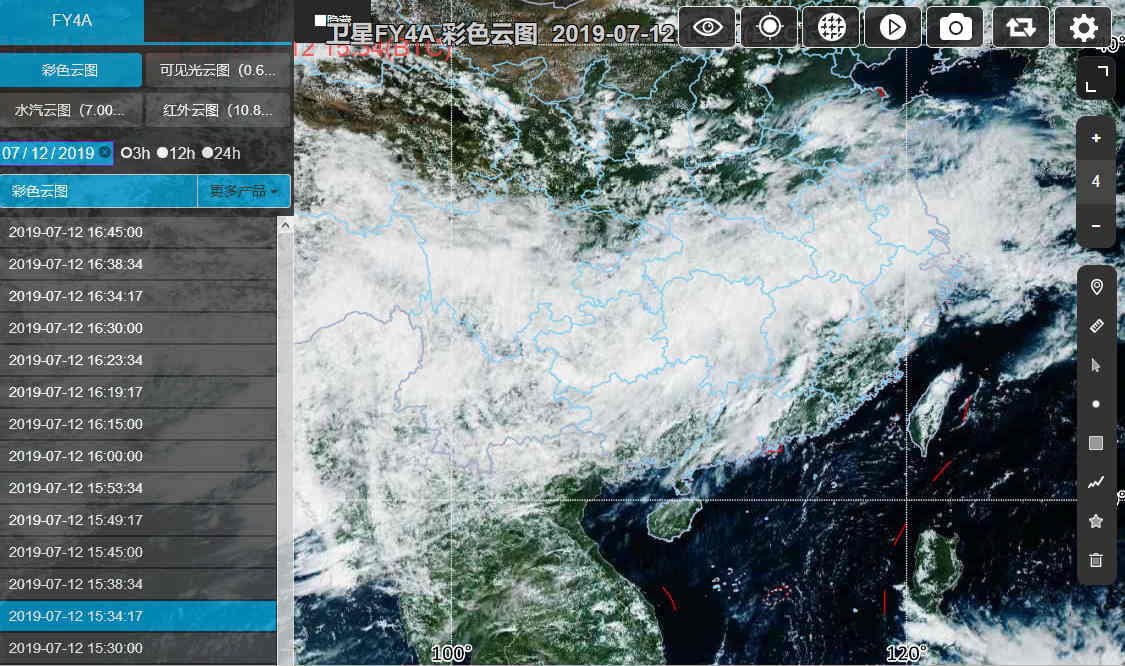 FY4A
隐藏
卫星FY4A 彩色云图 2019-07-12
12 15:34(BTC)
彩色云图
可见光云图（0.6...
水汽云图（7.00...
红外云图（10.8...
07/12/2019
3h 12h 24h
彩色云图
更多产品
+
4
−
2019-07-12 16:45:00
2019-07-12 16:38:34
2019-07-12 16:34:17
2019-07-12 16:30:00
2019-07-12 16:23:34
2019-07-12 16:19:17
2019-07-12 16:15:00
2019-07-12 16:00:00
2019-07-12 15:53:34
2019-07-12 15:49:17
2019-07-12 15:45:00
2019-07-12 15:38:34
2019-07-12 15:34:17
2019-07-12 15:30:00
100°
120°